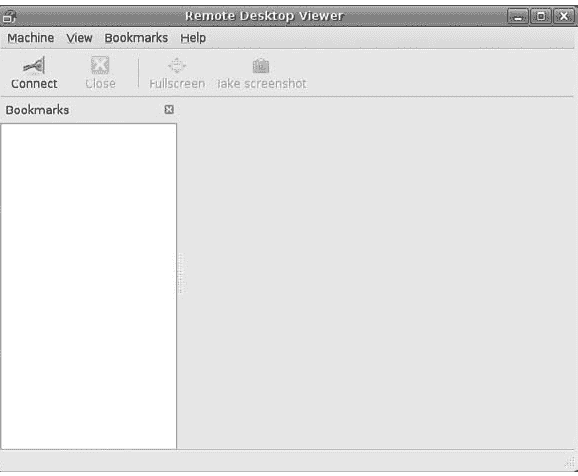 Remote Desktop Viewer
Machine View Bookmarks Help
Connect Close Fullscreen Take screenshot
Bookmarks